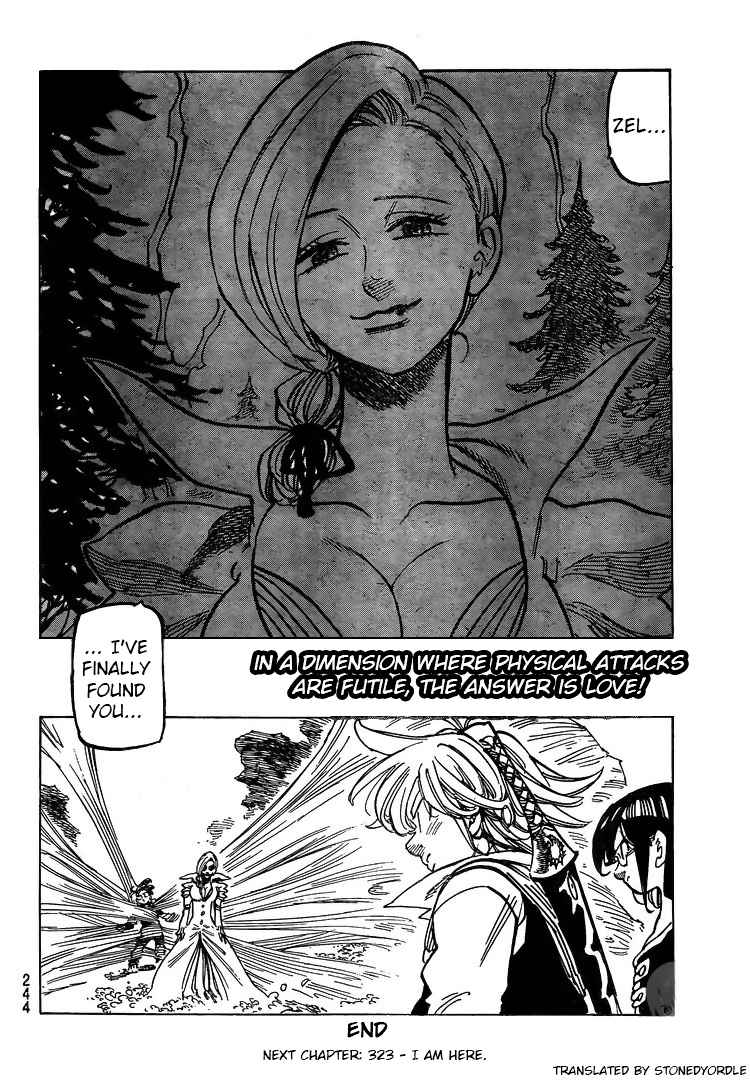 ZEL...
... I'VE
FINALLY
FOUND
YOU...
IN A DIMENSION WHERE PHYSICAL ATTACKS
ARE FUTILE, THE ANSWER IS LOVE!
244
END
NEXT CHAPTER: 323 - I AM HERE.
TRANSLATED BY STONEDYORDLE